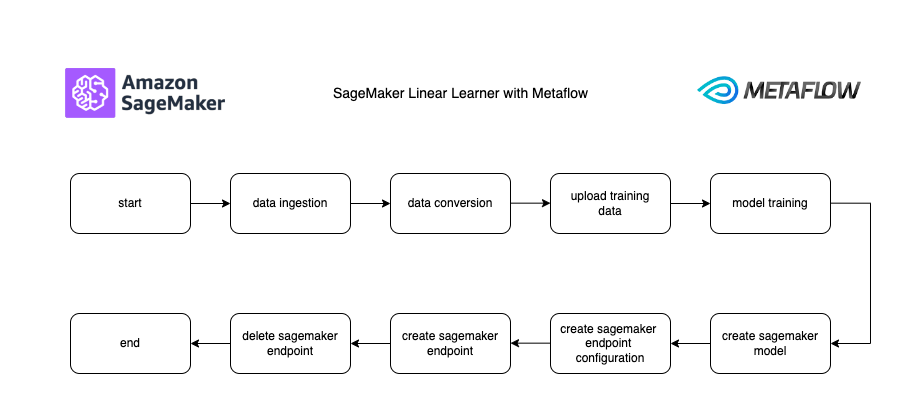 Amazon
SageMaker
SageMaker Linear Learner with Metaflow
METAFLOW
start
data ingestion
data conversion
upload training
data
model training
end
delete sagemaker
endpoint
create sagemaker
endpoint
create sagemaker
endpoint
configuration
create sagemaker
model